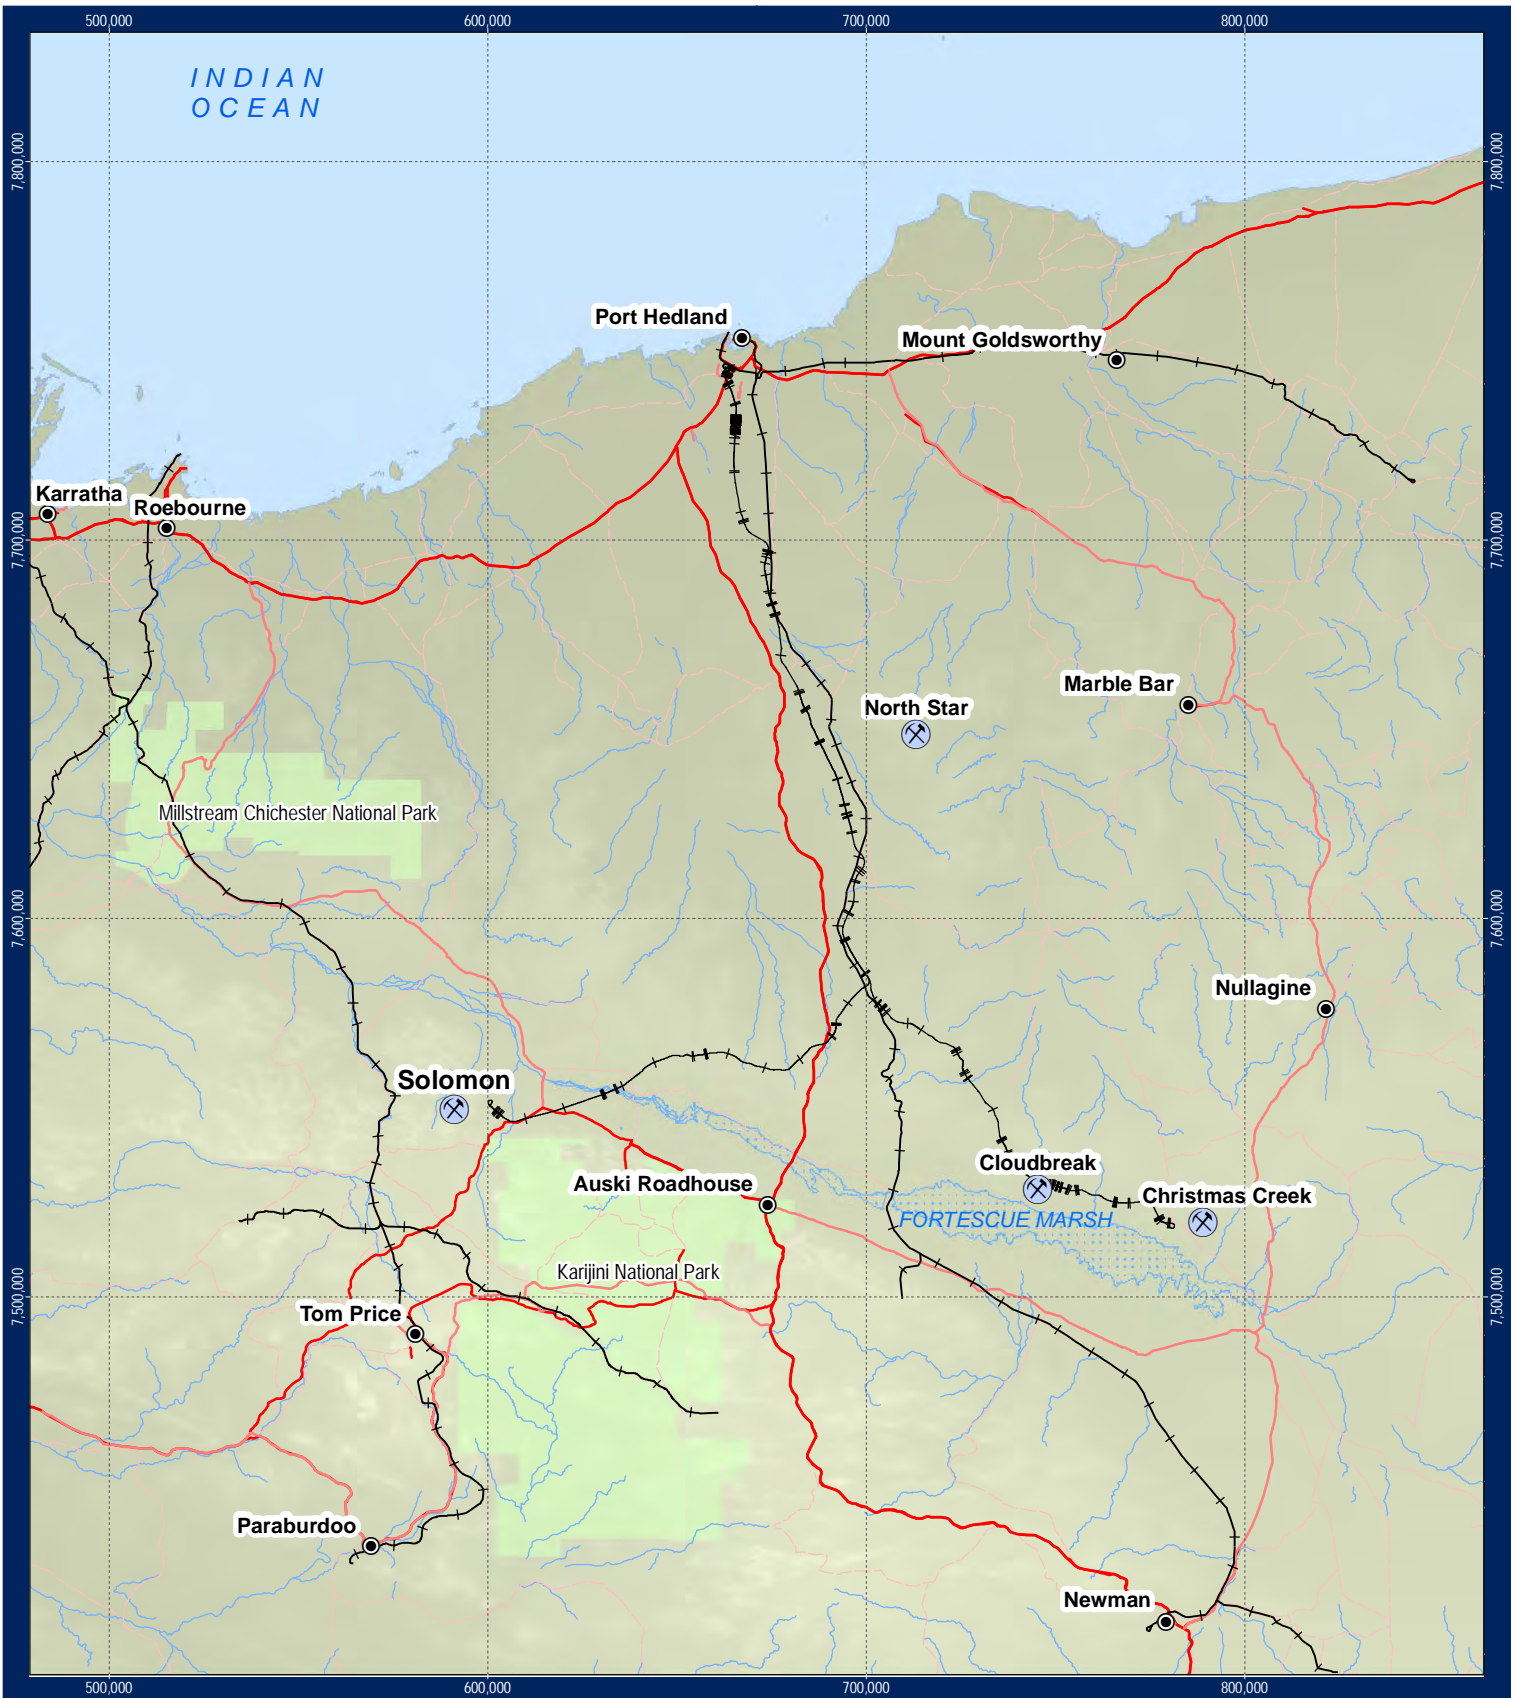 500,000
600,000
700,000
800,000
INDIAN
OCEAN
7,800,000
7,800,000
Port Hedland
Mount Goldsworthy
Karratha
Roebourne
7,700,000
7,700,000
Marble Bar
North Star
Millstream Chichester National Park
7,600,000
7,600,000
Nullagine
Solomon
Cloudbreak
Auski Roadhouse
Christmas Creek
FORTESCUE MARSH
Karijini National Park
7,500,000
7,500,000
Tom Price
Paraburdoo
Newman
500,000
600,000
700,000
800,000